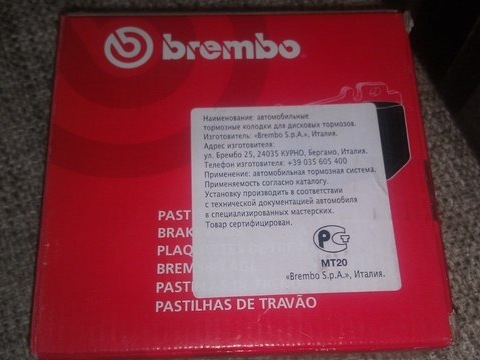 brembo
Наименование: автомобильные
тормозные колодки для дисковых тормозов.
Изготовитель: «Brembo S.p.A.», Италия.
Адрес изготовителя:
ул. Брембо 25, 24035 КУРНО, Бергамо, Италия.
Телефон изготовителя: +39 035 605 400
Применение: автомобильная тормозная система.
Применяемость согласно каталогу.
Установку производить в соответствии
с технической документацией автомобиля
в специализированных мастерских.
Товар сертифицирован.
МТ20
«Brembo S.p.A.», Италия.
PAST
BRAK
PLAQ
BREM
PAST
PASTILHAS DE TRAVÃO